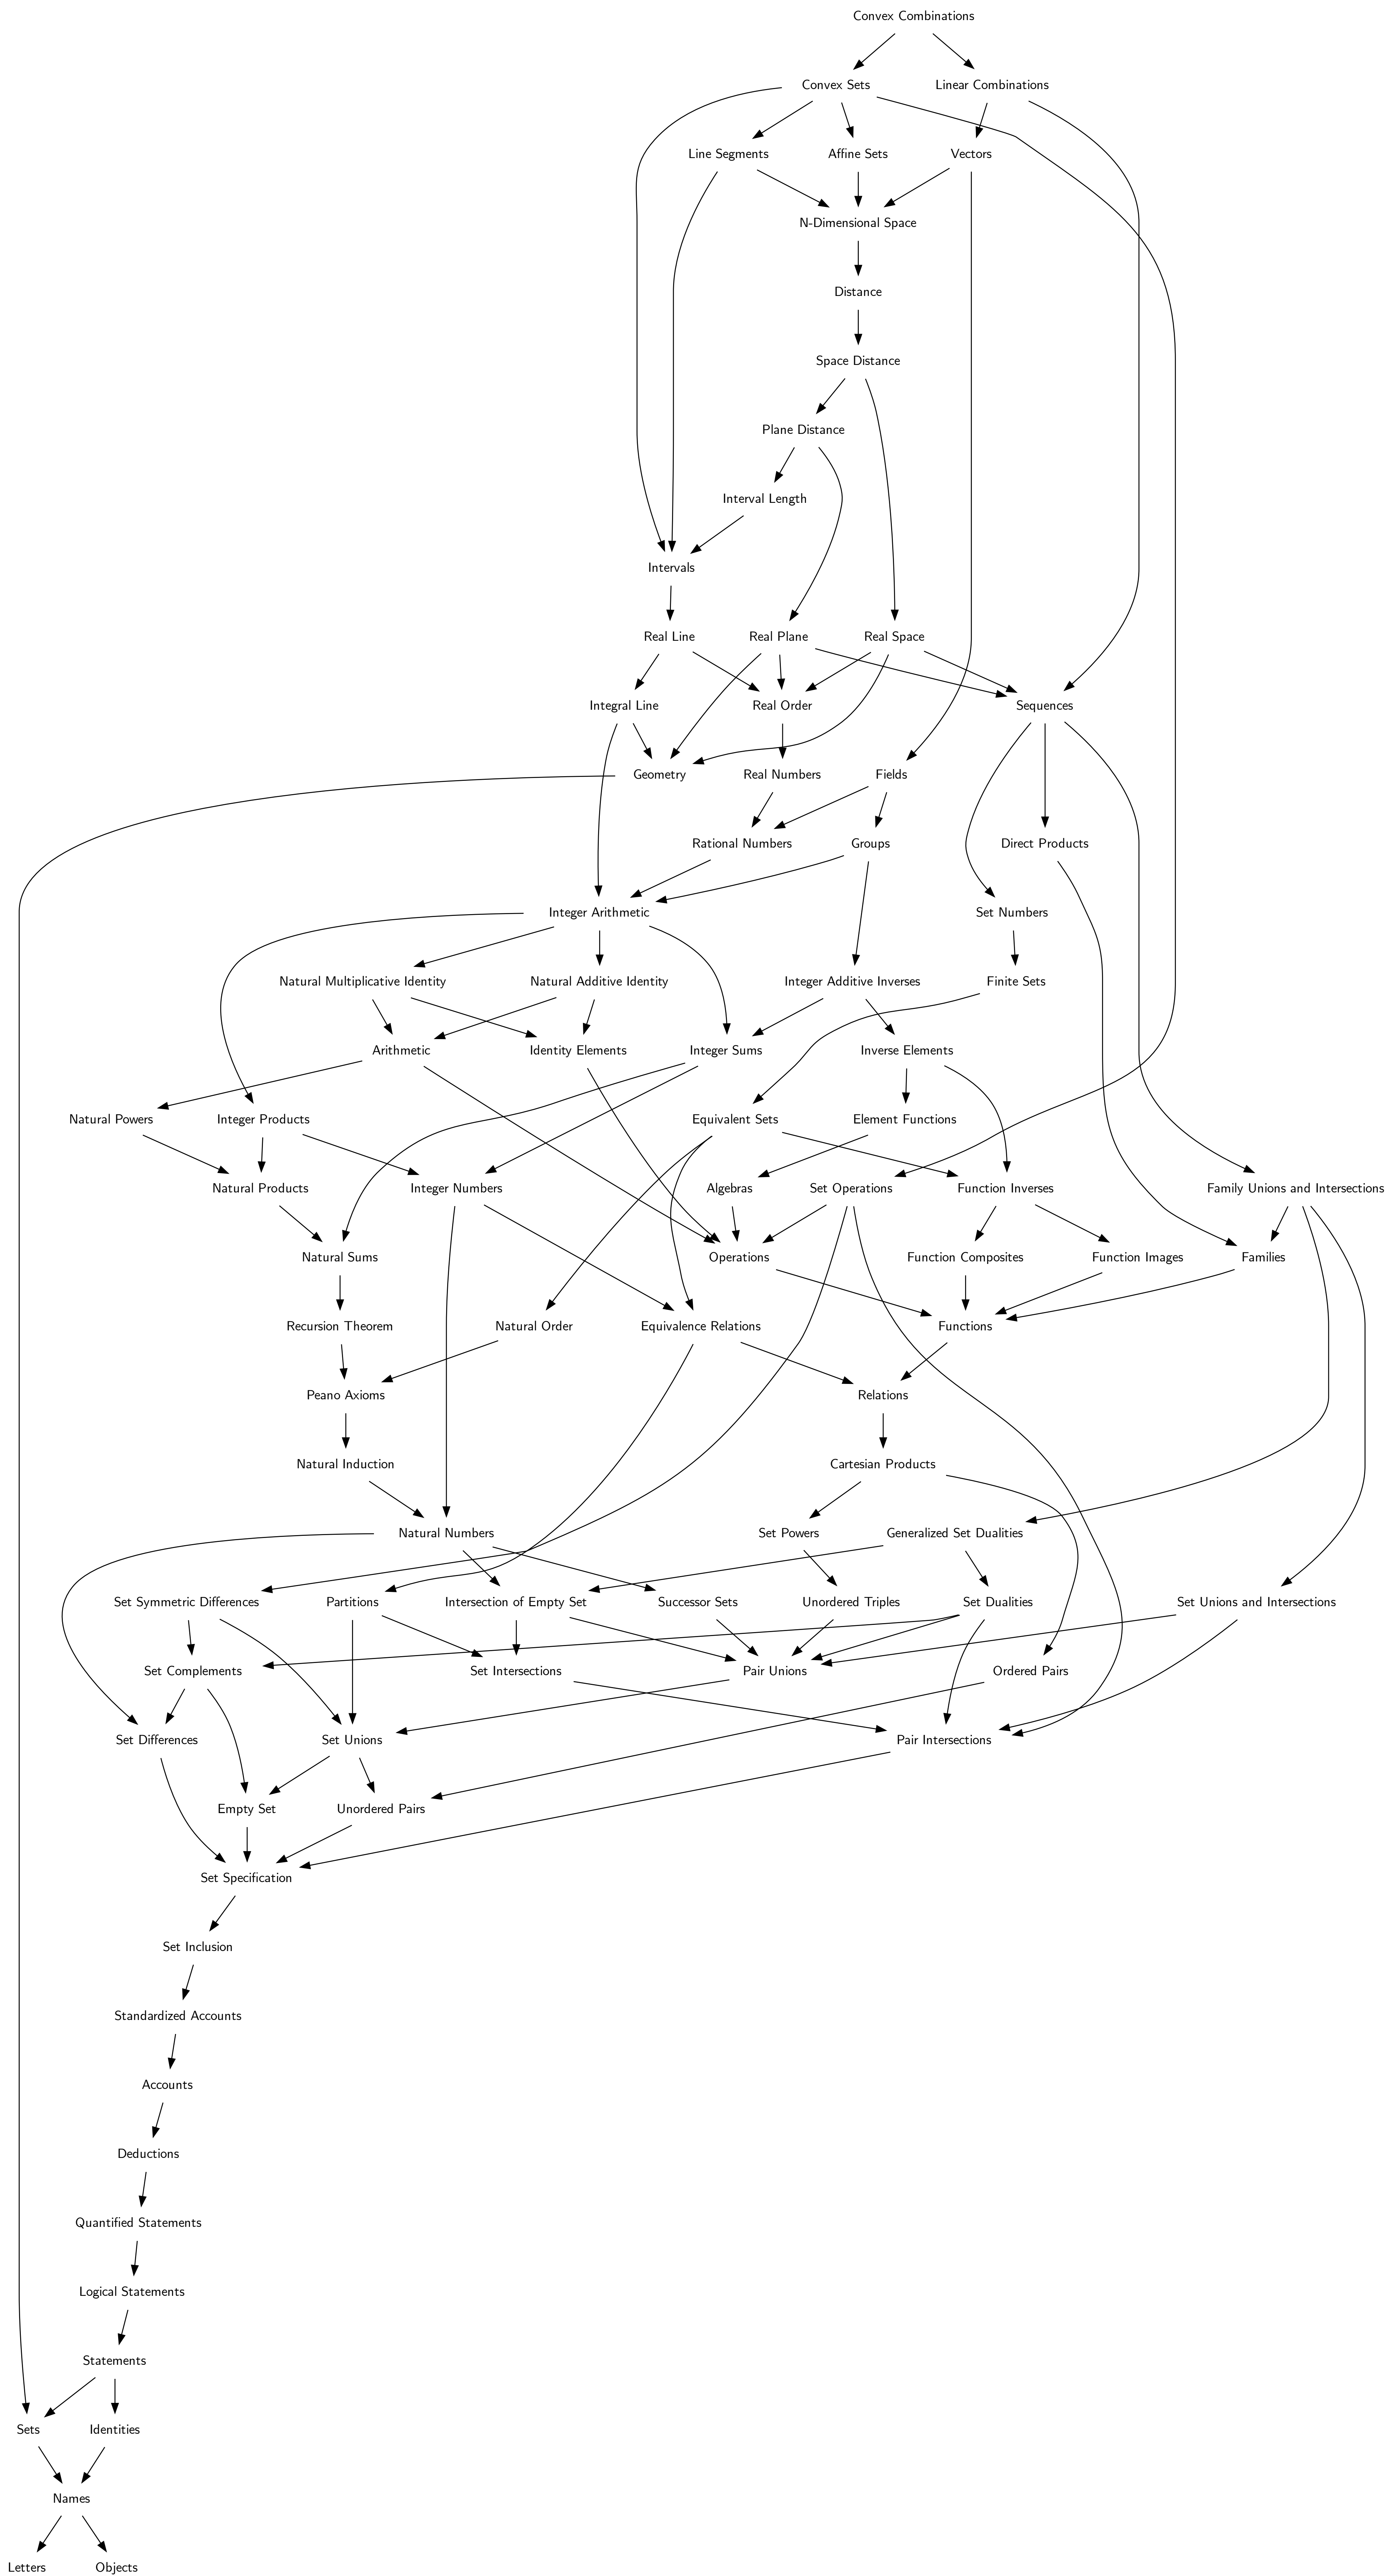 Convex Combinations
Convex Sets
Linear Combinations
Line Segments
Affine Sets
Vectors
N-Dimensional Space
Distance
Space Distance
Plane Distance
Interval Length
Intervals
Real Line
Real Plane
Real Space
Integral Line
Real Order
Sequences
Geometry
Real Numbers
Fields
Rational Numbers
Groups
Direct Products
Integer Arithmetic
Set Numbers
Natural Multiplicative Identity
Natural Additive Identity
Integer Additive Inverses
Finite Sets
Arithmetic
Identity Elements
Integer Sums
Inverse Elements
Natural Powers
Integer Products
Equivalent Sets
Element Functions
Natural Products
Integer Numbers
Algebras
Set Operations
Function Inverses
Family Unions and Intersections
Natural Sums
Operations
Function Composites
Function Images
Families
Recursion Theorem
Natural Order
Equivalence Relations
Functions
Peano Axioms
Relations
Natural Induction
Cartesian Products
Natural Numbers
Set Powers
Generalized Set Dualities
Set Symmetric Differences
Partitions
Intersection of Empty Set
Successor Sets
Unordered Triples
Set Dualities
Set Unions and Intersections
Set Complements
Set Intersections
Pair Unions
Ordered Pairs
Set Differences
Set Unions
Pair Intersections
Empty Set
Unordered Pairs
Set Specification
Set Inclusion
Standardized Accounts
Accounts
Deductions
Quantified Statements
Logical Statements
Statements
Sets
Identities
Names
Letters
Objects